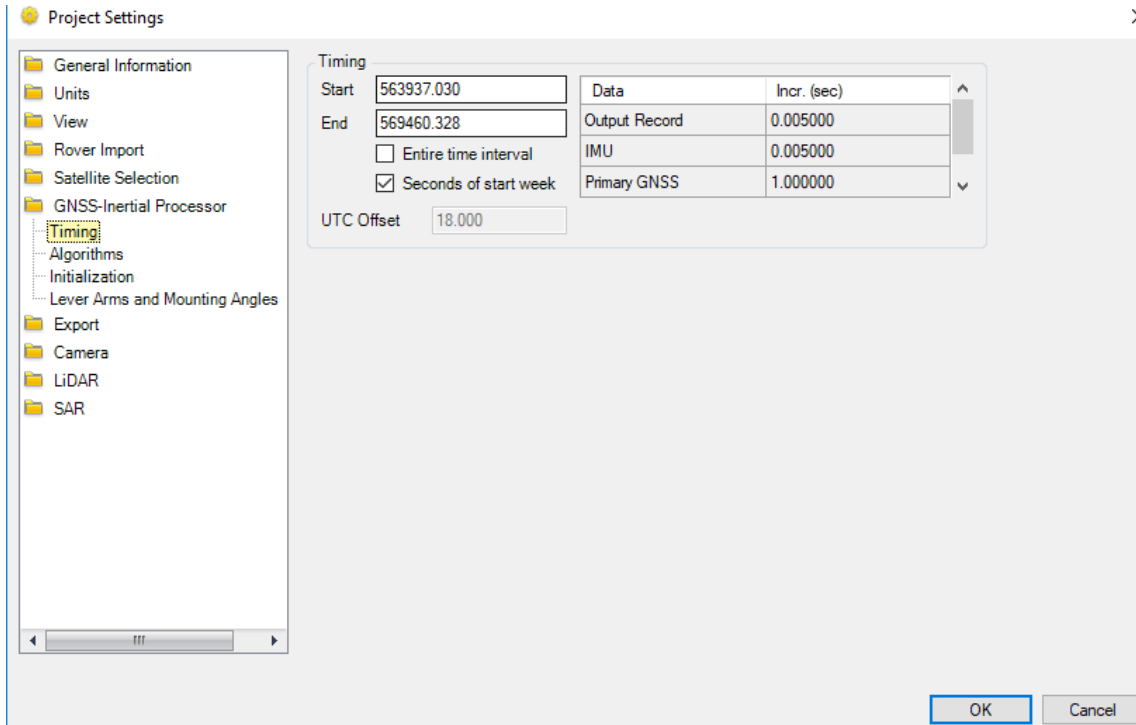 Project Settings
General Information
Units
View
Rover Import
Satellite Selection
GNSS-Inertial Processor
Timing
Algorithms
Initialization
Lever Arms and Mounting Angles
Export
Camera
LiDAR
SAR
Timing
Start 563937.030
End 569460.328
Entire time interval
Seconds of start week
UTC Offset 18.000
Data Incr. (sec)
Output Record 0.005000
IMU 0.005000
Primary GNSS 1.000000
OK Cancel